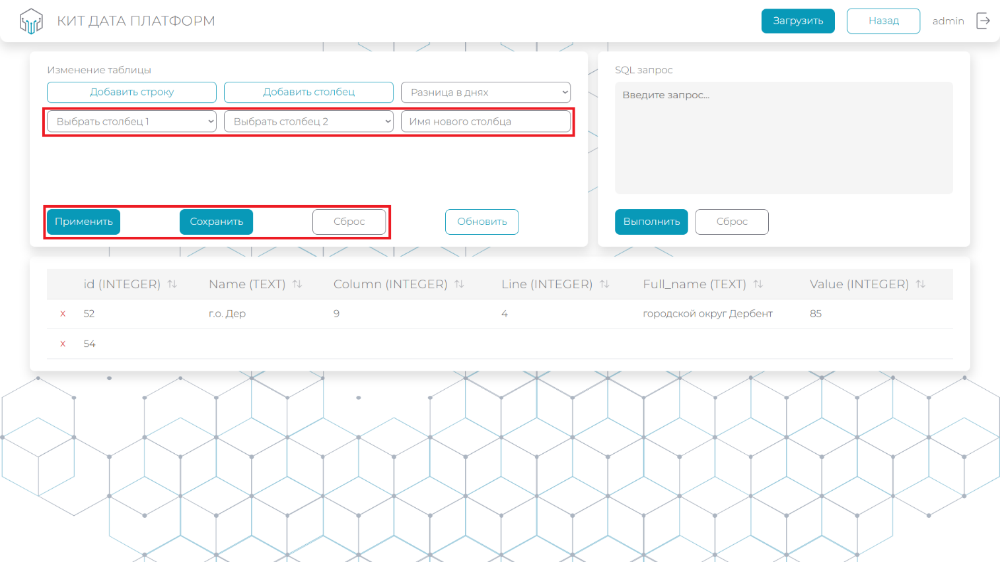 КИТ ДАТА ПЛАТФОРМ
Загрузить
Назад
admin
Изменение таблицы
Добавить строку
Добавить столбец
Разница в днях
Выбрать столбец 1
Выбрать столбец 2
Имя нового столбца
Применить
Сохранить
Сброс
Обновить
SQL запрос
Введите запрос...
Выполнить
Сброс
id (INTEGER) Name (TEXT) Column (INTEGER) Line (INTEGER) Full_name (TEXT) Value (INTEGER)
x 52 г.о. Дер 9 4 городской округ Дербент 85
x 54